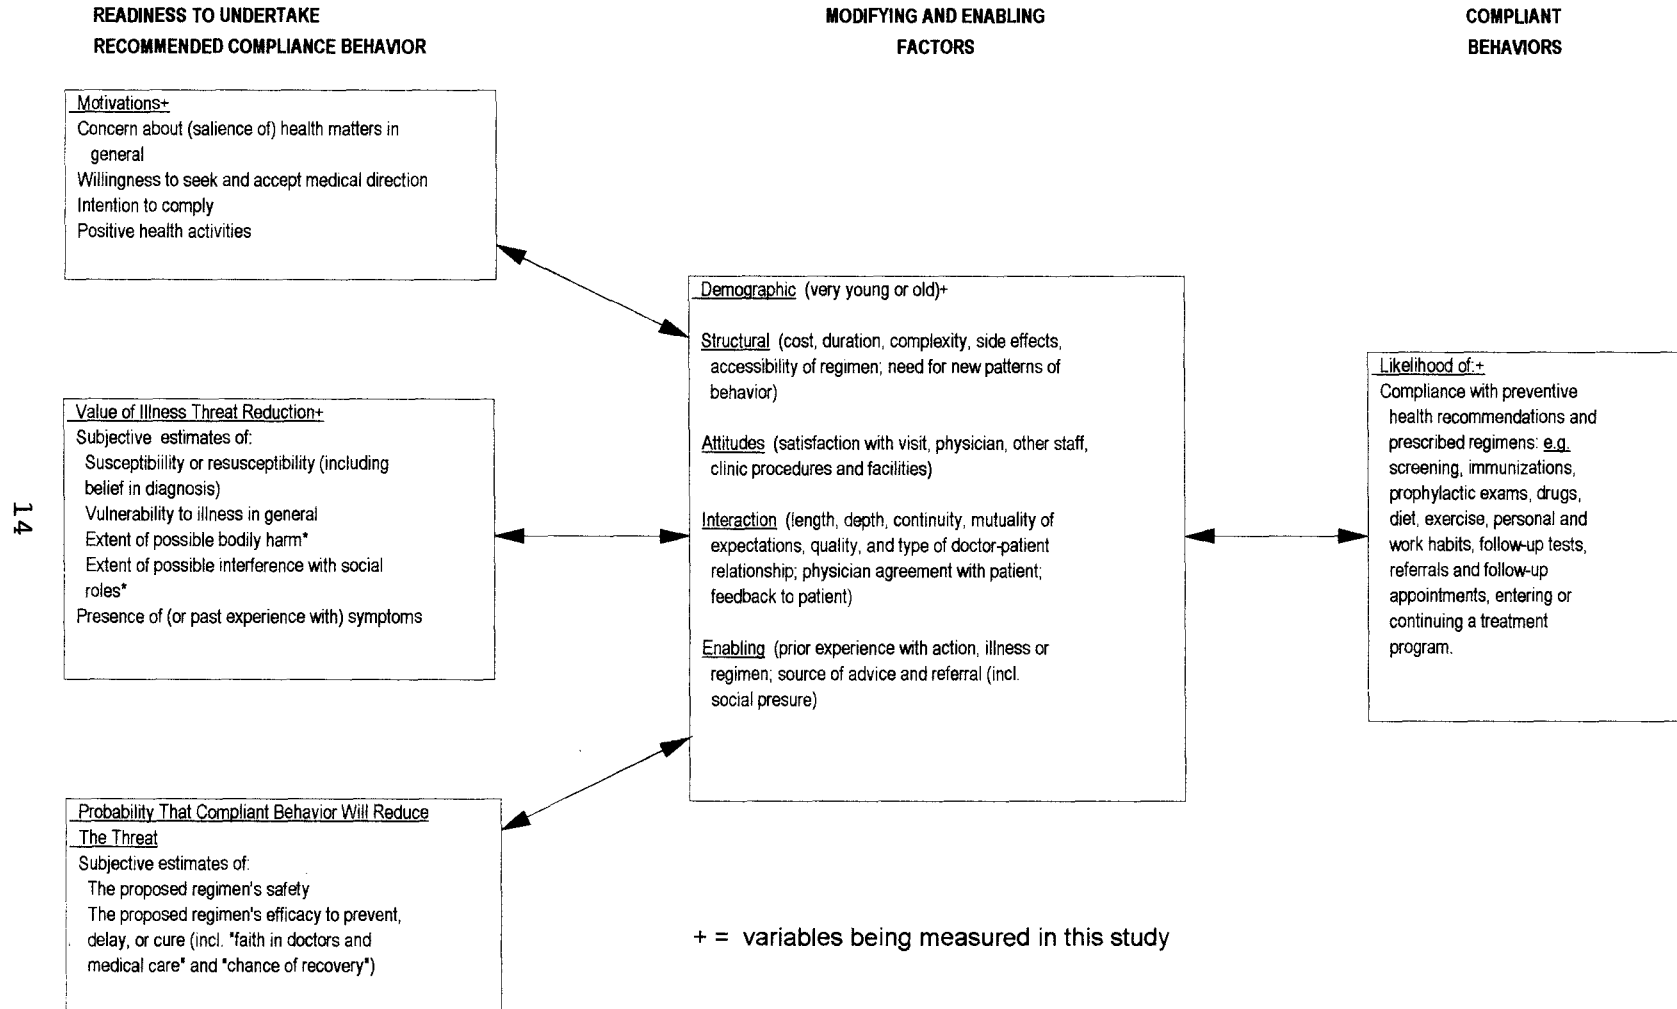 READINESS TO UNDERTAKE
RECOMMENDED COMPLIANCE BEHAVIOR
MODIFYING AND ENABLING
FACTORS
COMPLIANT
BEHAVIORS
Motivations+
Concern about (salience of) health matters in
general
Willingness to seek and accept medical direction
Intention to comply
Positive health activities
Value of Illness Threat Reduction+
Subjective estimates of:
Susceptibiility or resusceptibility (including
belief in diagnosis)
Vulnerability to illness in general
Extent of possible bodily harm*
Extent of possible interference with social
roles*
Presence of (or past experience with) symptoms
Probability That Compliant Behavior Will Reduce
The Threat
Subjective estimates of:
The proposed regimen's safety
The proposed regimen's efficacy to prevent,
delay, or cure (incl. "faith in doctors and
medical care" and "chance of recovery")
Demographic (very young or old)+
Structural (cost, duration, complexity, side effects,
accessibility of regimen; need for new patterns of
behavior)
Attitudes (satisfaction with visit, physician, other staff,
clinic procedures and facilities)
Interaction (length, depth, continuity, mutuality of
expectations, quality, and type of doctor-patient
relationship; physician agreement with patient;
feedback to patient)
Enabling (prior experience with action, illness or
regimen; source of advice and referral (incl.
social presure)
Likelihood of:+
Compliance with preventive
health recommendations and
prescribed regimens: e.g.
screening, immunizations,
prophylactic exams, drugs,
diet, exercise, personal and
work habits, follow-up tests,
referrals and follow-up
appointments, entering or
continuing a treatment
program.
+ = variables being measured in this study
14